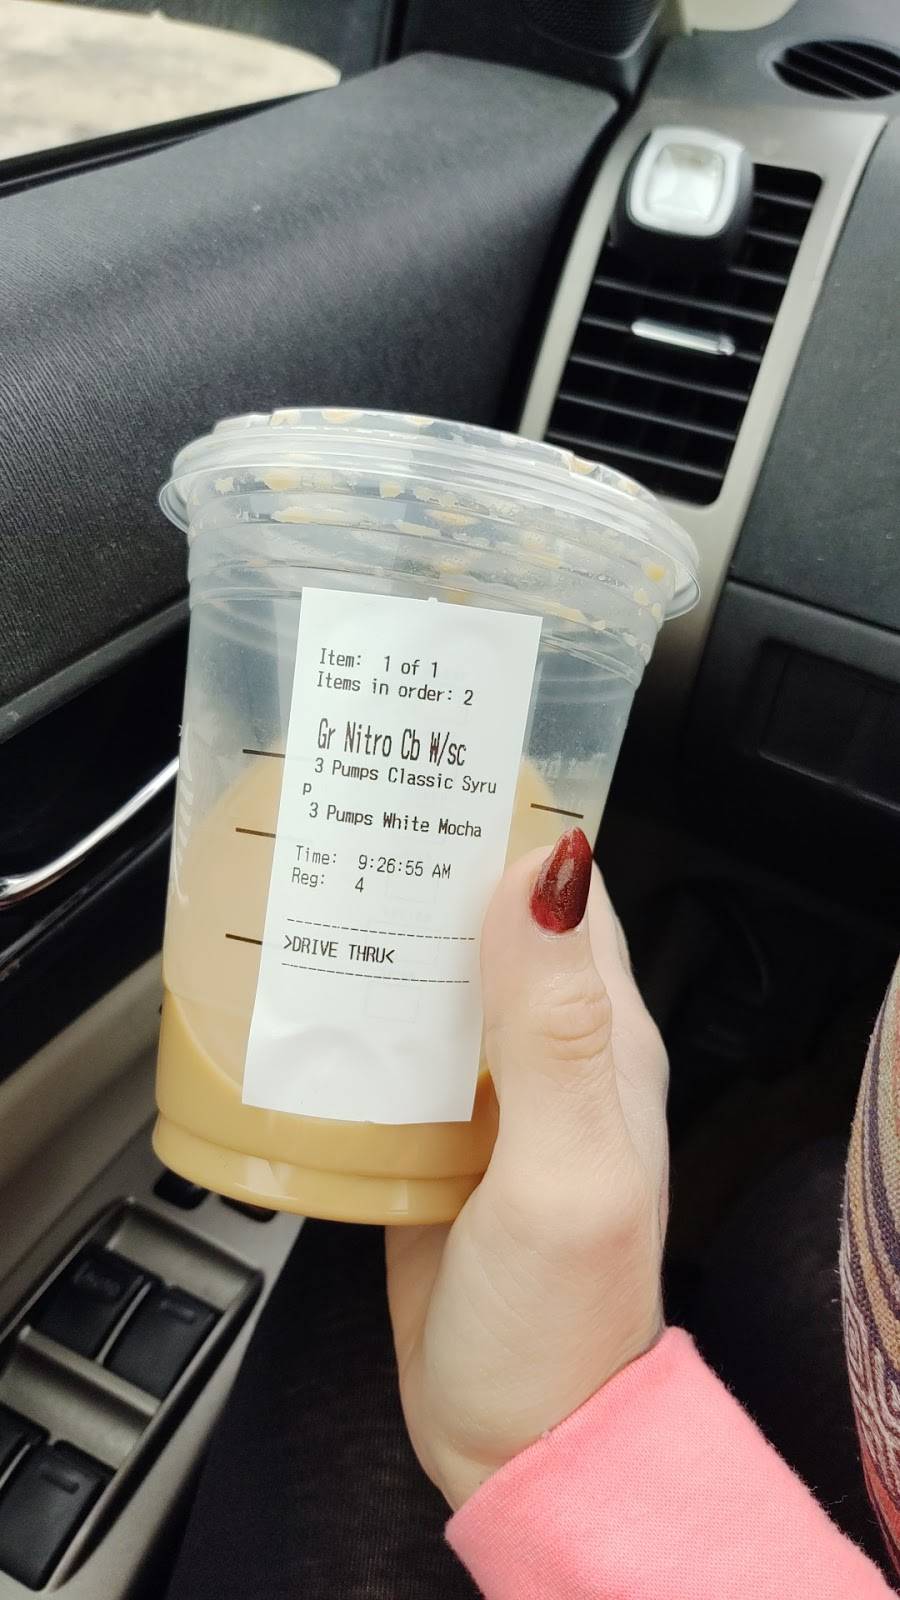 Item: 1 of 1
Items in order: 2
Gr Nitro Cb W/sc
3 Pumps Classic Syru
p
3 Pumps White Mocha
Time: 9:26:55 AM
Reg: 4
>DRIVE THRU<
AUTO